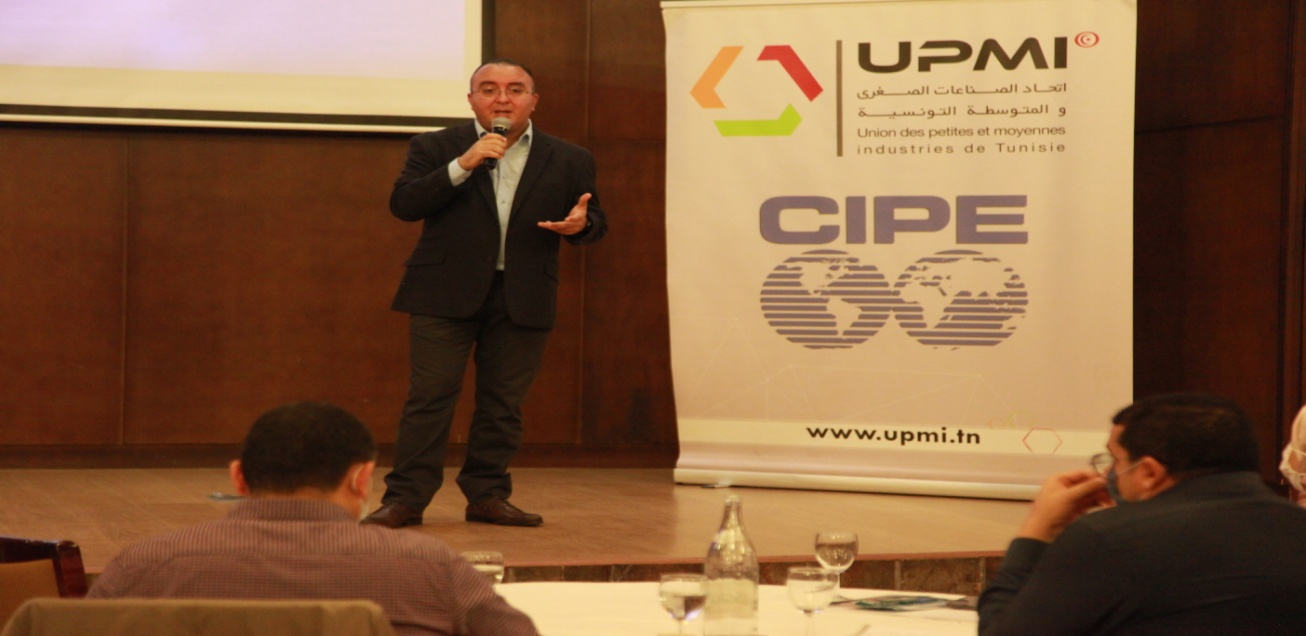 UPMI
اتحاد الصناعات الصغرى
و المتوسطة التونسية
Union des petites et moyennes
industries de Tunisie
CIPE
www.upmi.tn